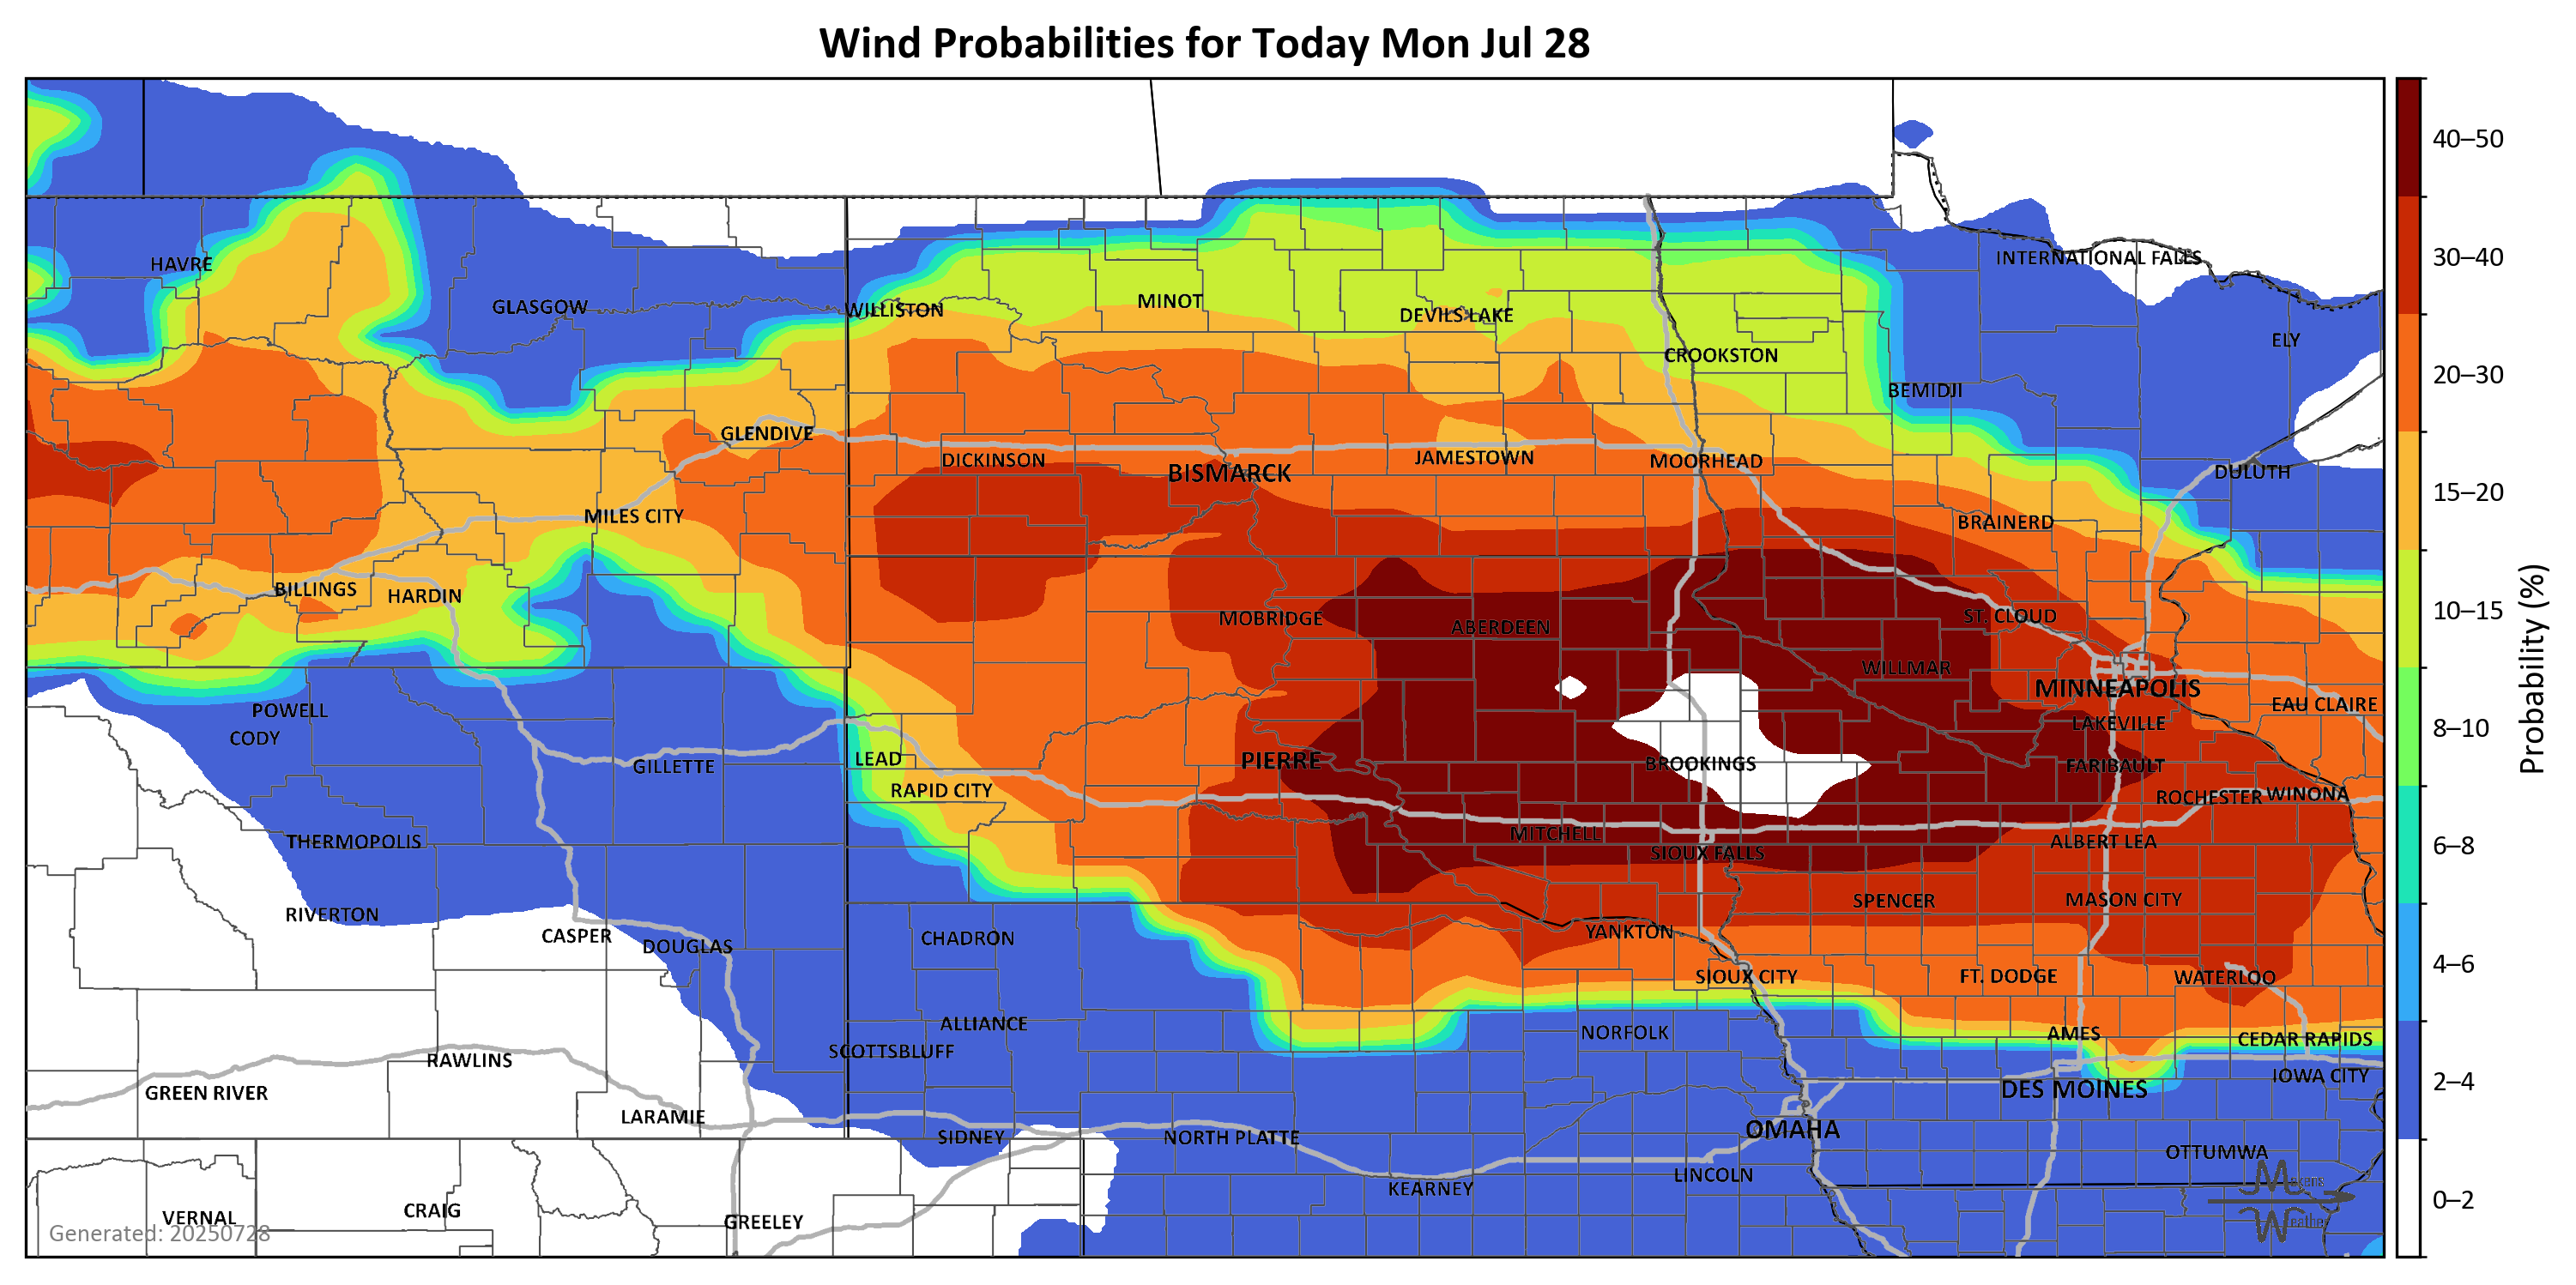 Wind Probabilities for Today Mon Jul 28
40–50
INTERNATIONAL FALLS
30–40
HAVRE
GLASGOW
WILLISTON
MINOT
DEVILS LAKE
ELY
CROOKSTON
20–30
BEMIDJI
GLENDIVE
DICKINSON
BISMARCK
JAMESTOWN
MOORHEAD
DULUTH
15–20
MILES CITY
BRAINERD
BILLINGS
HARDIN
10–15
MOBRIDGE
ABERDEEN
ST. CLOUD
WILLMAR
MINNEAPOLIS
Probability (%)
POWELL
EAU CLAIRE
CODY
LAKEVILLE
8–10
GILLETTE
LEAD
PIERRE
BROOKINGS
FARIBAULT
RAPID CITY
ROCHESTER
WINONA
THERMOPOLIS
MITCHELL
ALBERT LEA
6–8
SIOUX FALLS
RIVERTON
SPENCER
MASON CITY
CASPER
DOUGLAS
CHADRON
YANKTON
SIOUX CITY
FT. DODGE
WATERLOO
4–6
ALLIANCE
NORFOLK
AMES
CEDAR RAPIDS
SCOTTSBLUFF
RAWLINS
IOWA CITY
GREEN RIVER
DES MOINES
2–4
LARAMIE
SIDNEY
NORTH PLATTE
OMAHA
OTTUMWA
LINCOLN
KEARNEY
0–2
VERNAL
CRAIG
GREELEY
Generated: 20250728